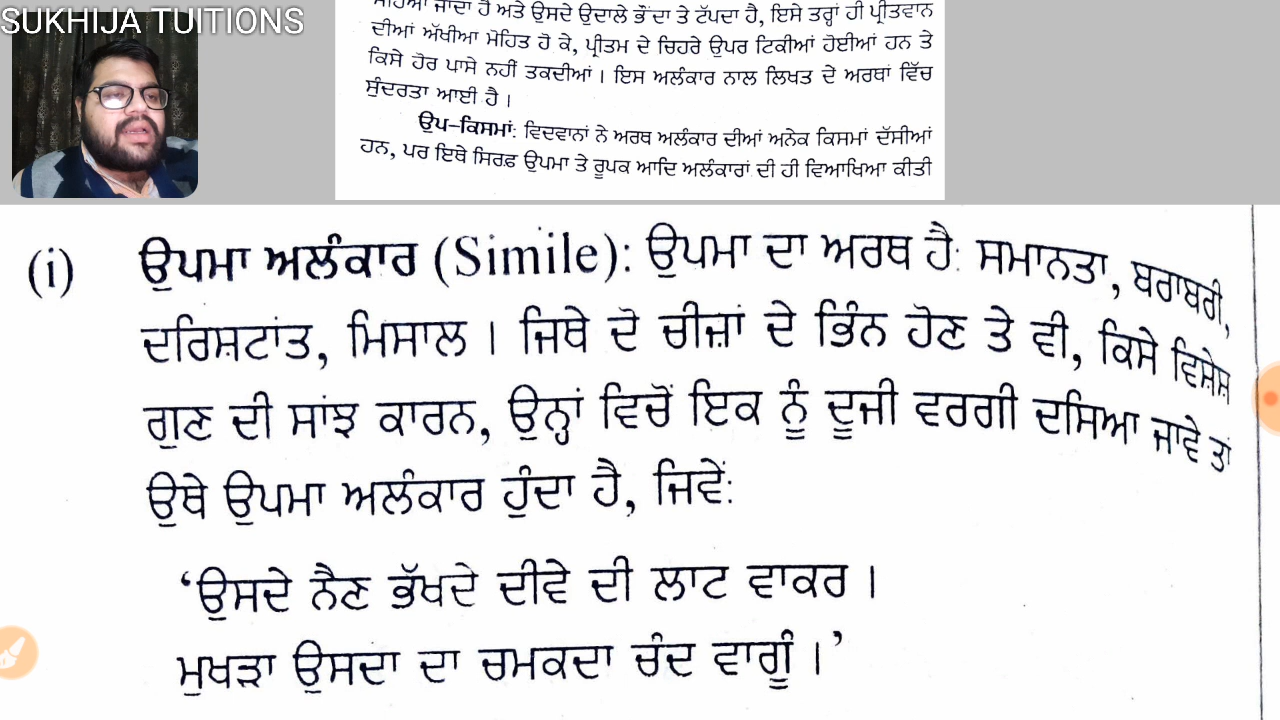 SUKHIJA TUITIONS
ਜਾਂਦਾ ਹੈ ਅਤੇ ਉਸਦੇ ਉਦਾਲੇ ਭੌਂਦਾ ਤੇ ਟੱਪਦਾ ਹੈ, ਇਸੇ ਤਰ੍ਹਾਂ ਹੀ ਪ੍ਰੀਤਵਾਨ
ਦੀਆਂ ਅੱਖੀਆ ਮੋਹਿਤ ਹੋ ਕੇ, ਪ੍ਰੀਤਮ ਦੇ ਚਿਹਰੇ ਉਪਰ ਟਿਕੀਆਂ ਹੋਈਆਂ ਹਨ ਤੇ
ਕਿਸੇ ਹੋਰ ਪਾਸੇ ਨਹੀਂ ਤਕਦੀਆਂ । ਇਸ ਅਲੰਕਾਰ ਨਾਲ ਲਿਖਤ ਦੇ ਅਰਥਾਂ ਵਿੱਚ
ਸੁੰਦਰਤਾ ਆਈ ਹੈ ।
ਉਪ-ਕਿਸਮਾਂ: ਵਿਦਵਾਨਾਂ ਨੇ ਅਰਥ ਅਲੰਕਾਰ ਦੀਆਂ ਅਨੇਕ ਕਿਸਮਾਂ ਦੱਸੀਆਂ
ਹਨ, ਪਰ ਇਥੇ ਸਿਰਫ਼ ਉਪਮਾ ਤੇ ਰੂਪਕ ਆਦਿ ਅਲੰਕਾਰਾਂ ਦੀ ਹੀ ਵਿਆਖਿਆ ਕੀਤੀ
(i) ਉਪਮਾ ਅਲੰਕਾਰ (Simile): ਉਪਮਾ ਦਾ ਅਰਥ ਹੈ: ਸਮਾਨਤਾ, ਬਰਾਬਰੀ,
ਦਰਿਸ਼ਟਾਂਤ, ਮਿਸਾਲ । ਜਿਥੇ ਦੋ ਚੀਜ਼ਾਂ ਦੇ ਭਿੰਨ ਹੋਣ ਤੇ ਵੀ, ਕਿਸੇ ਵਿਸ਼ੇਸ਼
ਗੁਣ ਦੀ ਸਾਂਝ ਕਾਰਨ, ਉਨ੍ਹਾਂ ਵਿਚੋਂ ਇਕ ਨੂੰ ਦੂਜੀ ਵਰਗੀ ਦਸਿਆ ਜਾਵੇ ਤਾਂ
ਉਥੇ ਉਪਮਾ ਅਲੰਕਾਰ ਹੁੰਦਾ ਹੈ, ਜਿਵੇਂ:
‘ਉਸਦੇ ਨੈਣ ਭੱਖਦੇ ਦੀਵੇ ਦੀ ਲਾਟ ਵਾਕਰ ।
ਮੁਖੜਾ ਉਸਦਾ ਦਾ ਚਮਕਦਾ ਚੰਦ ਵਾਗੂੰ ।’